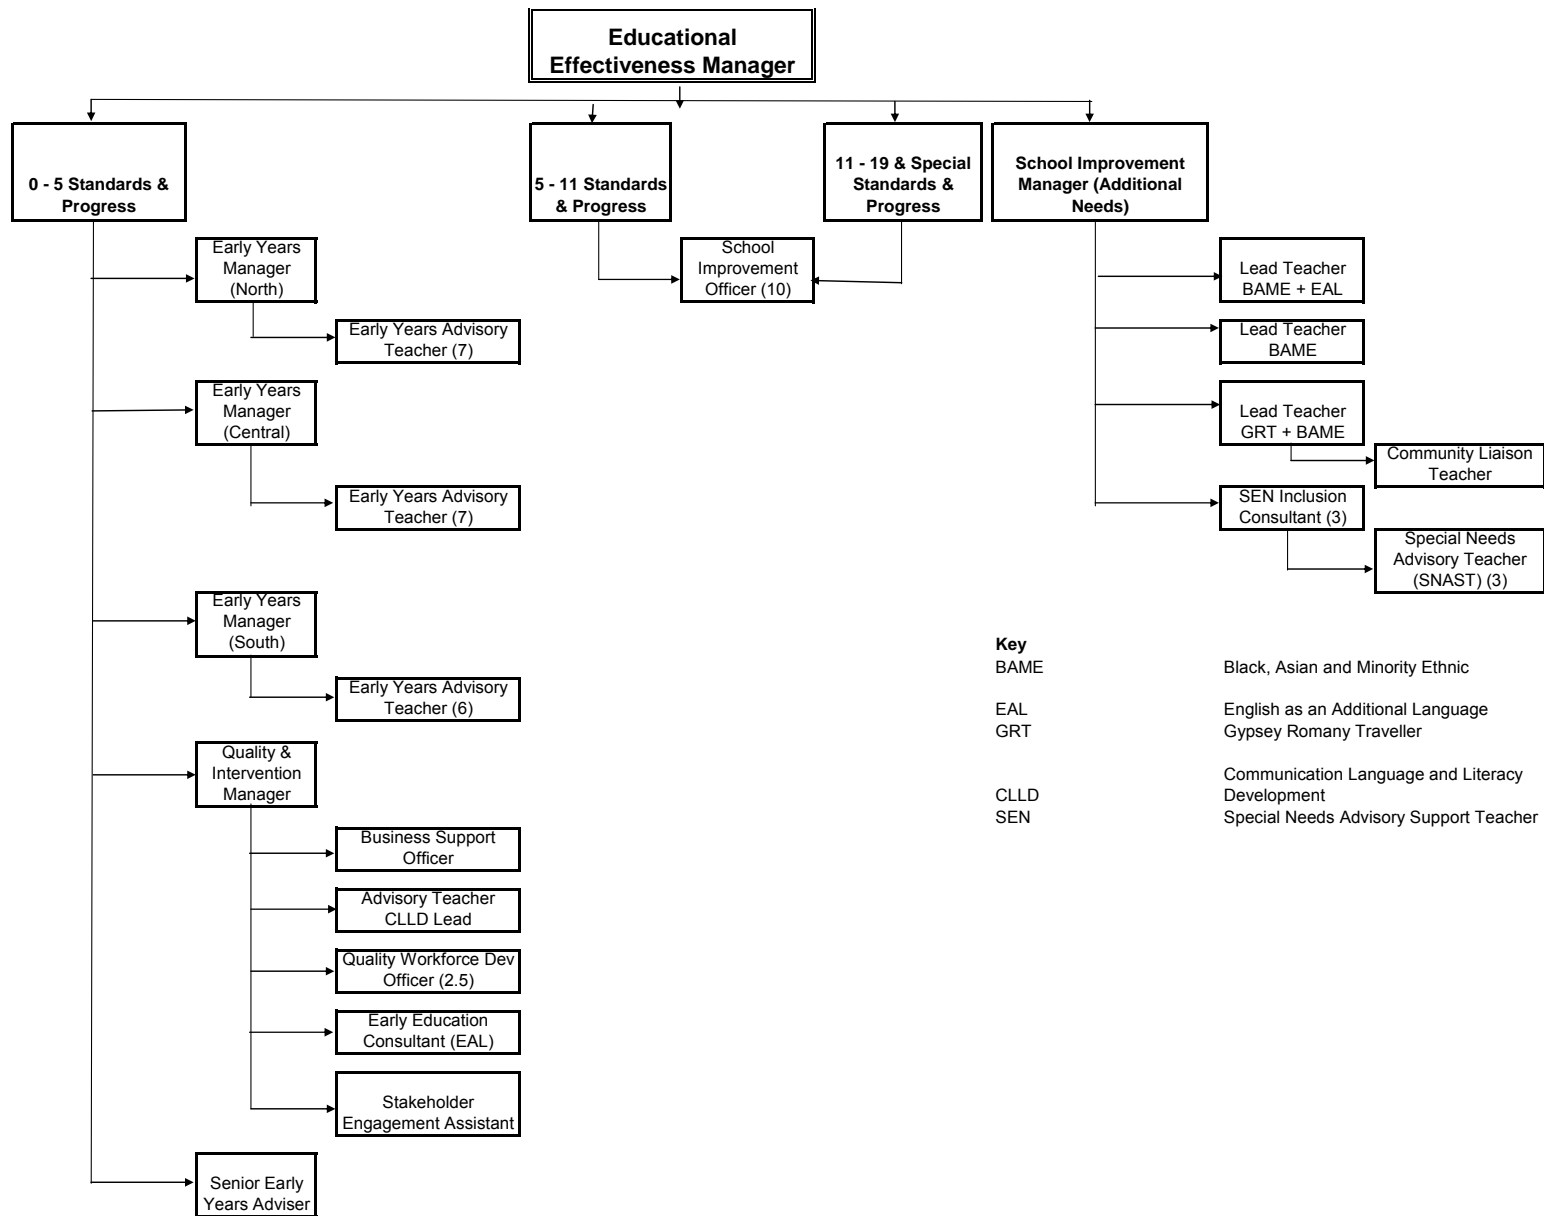 Educational
Effectiveness Manager
0 - 5 Standards &
Progress
5 - 11 Standards
& Progress
11 - 19 & Special
Standards &
Progress
School Improvement
Manager (Additional
Needs)
Early Years
Manager
(North)
Early Years Advisory
Teacher (7)
Early Years
Manager
(Central)
Early Years Advisory
Teacher (7)
Early Years
Manager
(South)
Early Years Advisory
Teacher (6)
Quality &
Intervention
Manager
Business Support
Officer
Advisory Teacher
CLLD Lead
Quality Workforce Dev
Officer (2.5)
Early Education
Consultant (EAL)
Stakeholder
Engagement Assistant
Senior Early
Years Adviser
School
Improvement
Officer (10)
Lead Teacher
BAME + EAL
Lead Teacher
BAME
Lead Teacher
GRT + BAME
Community Liaison
Teacher
SEN Inclusion
Consultant (3)
Special Needs
Advisory Teacher
(SNAST) (3)
Key
BAME Black, Asian and Minority Ethnic
EAL English as an Additional Language
GRT Gypsey Romany Traveller
Communication Language and Literacy
CLLD Development
SEN Special Needs Advisory Support Teacher